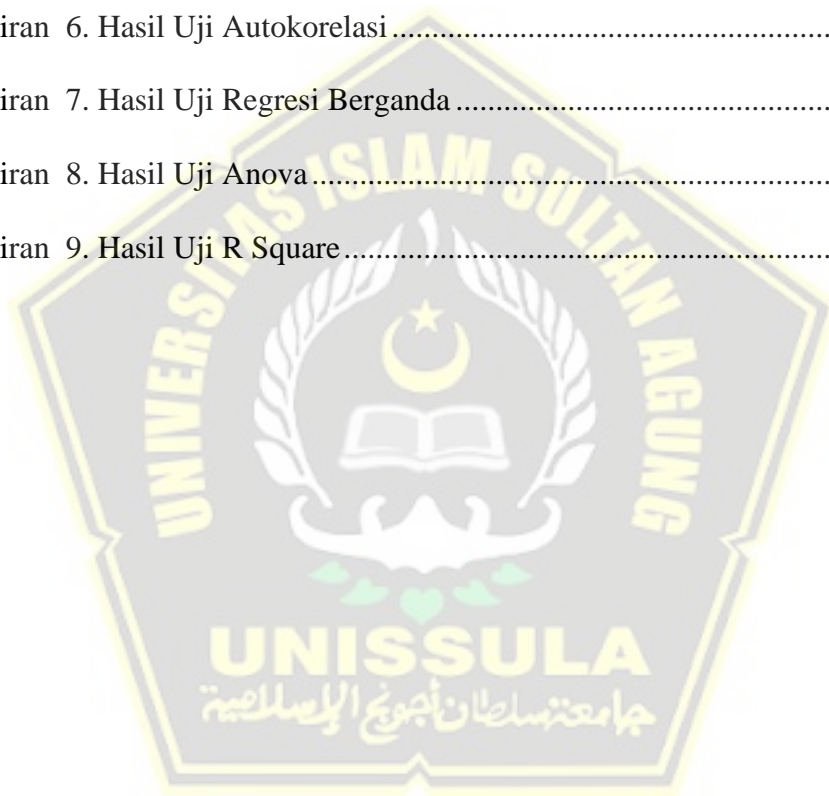 iran 6. Hasil Uji Autokorelasi................................................
iran 7. Hasil Uji Regresi Berganda................................................
iran 8. Hasil Uji Anova................................................
iran 9. Hasil Uji R Square................................................
UNIVERSITAS ISLAM SULTAN AGUNG
UNISSULA
جامعة سلطان أجونج الإسلامية